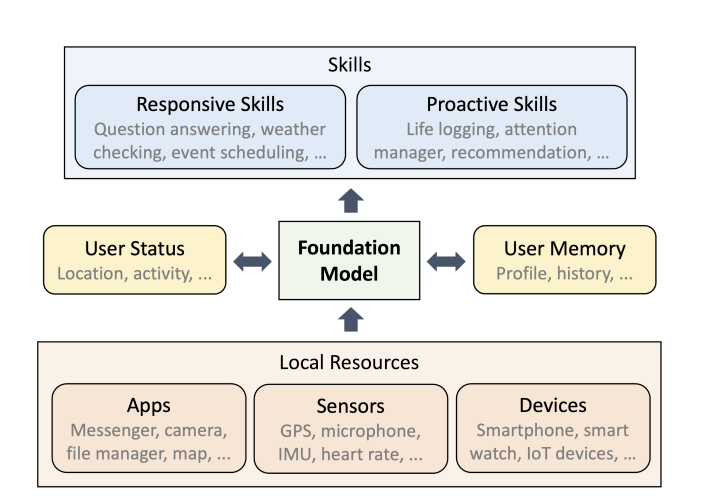 Skills
Responsive Skills
Question answering, weather
checking, event scheduling, ...
Proactive Skills
Life logging, attention
manager, recommendation, ...
User Status
Location, activity, ...
Foundation
Model
User Memory
Profile, history, ...
Local Resources
Apps
Messenger, camera,
file manager, map, ...
Sensors
GPS, microphone,
IMU, heart rate, ...
Devices
Smartphone, smart
watch, IoT devices, ...